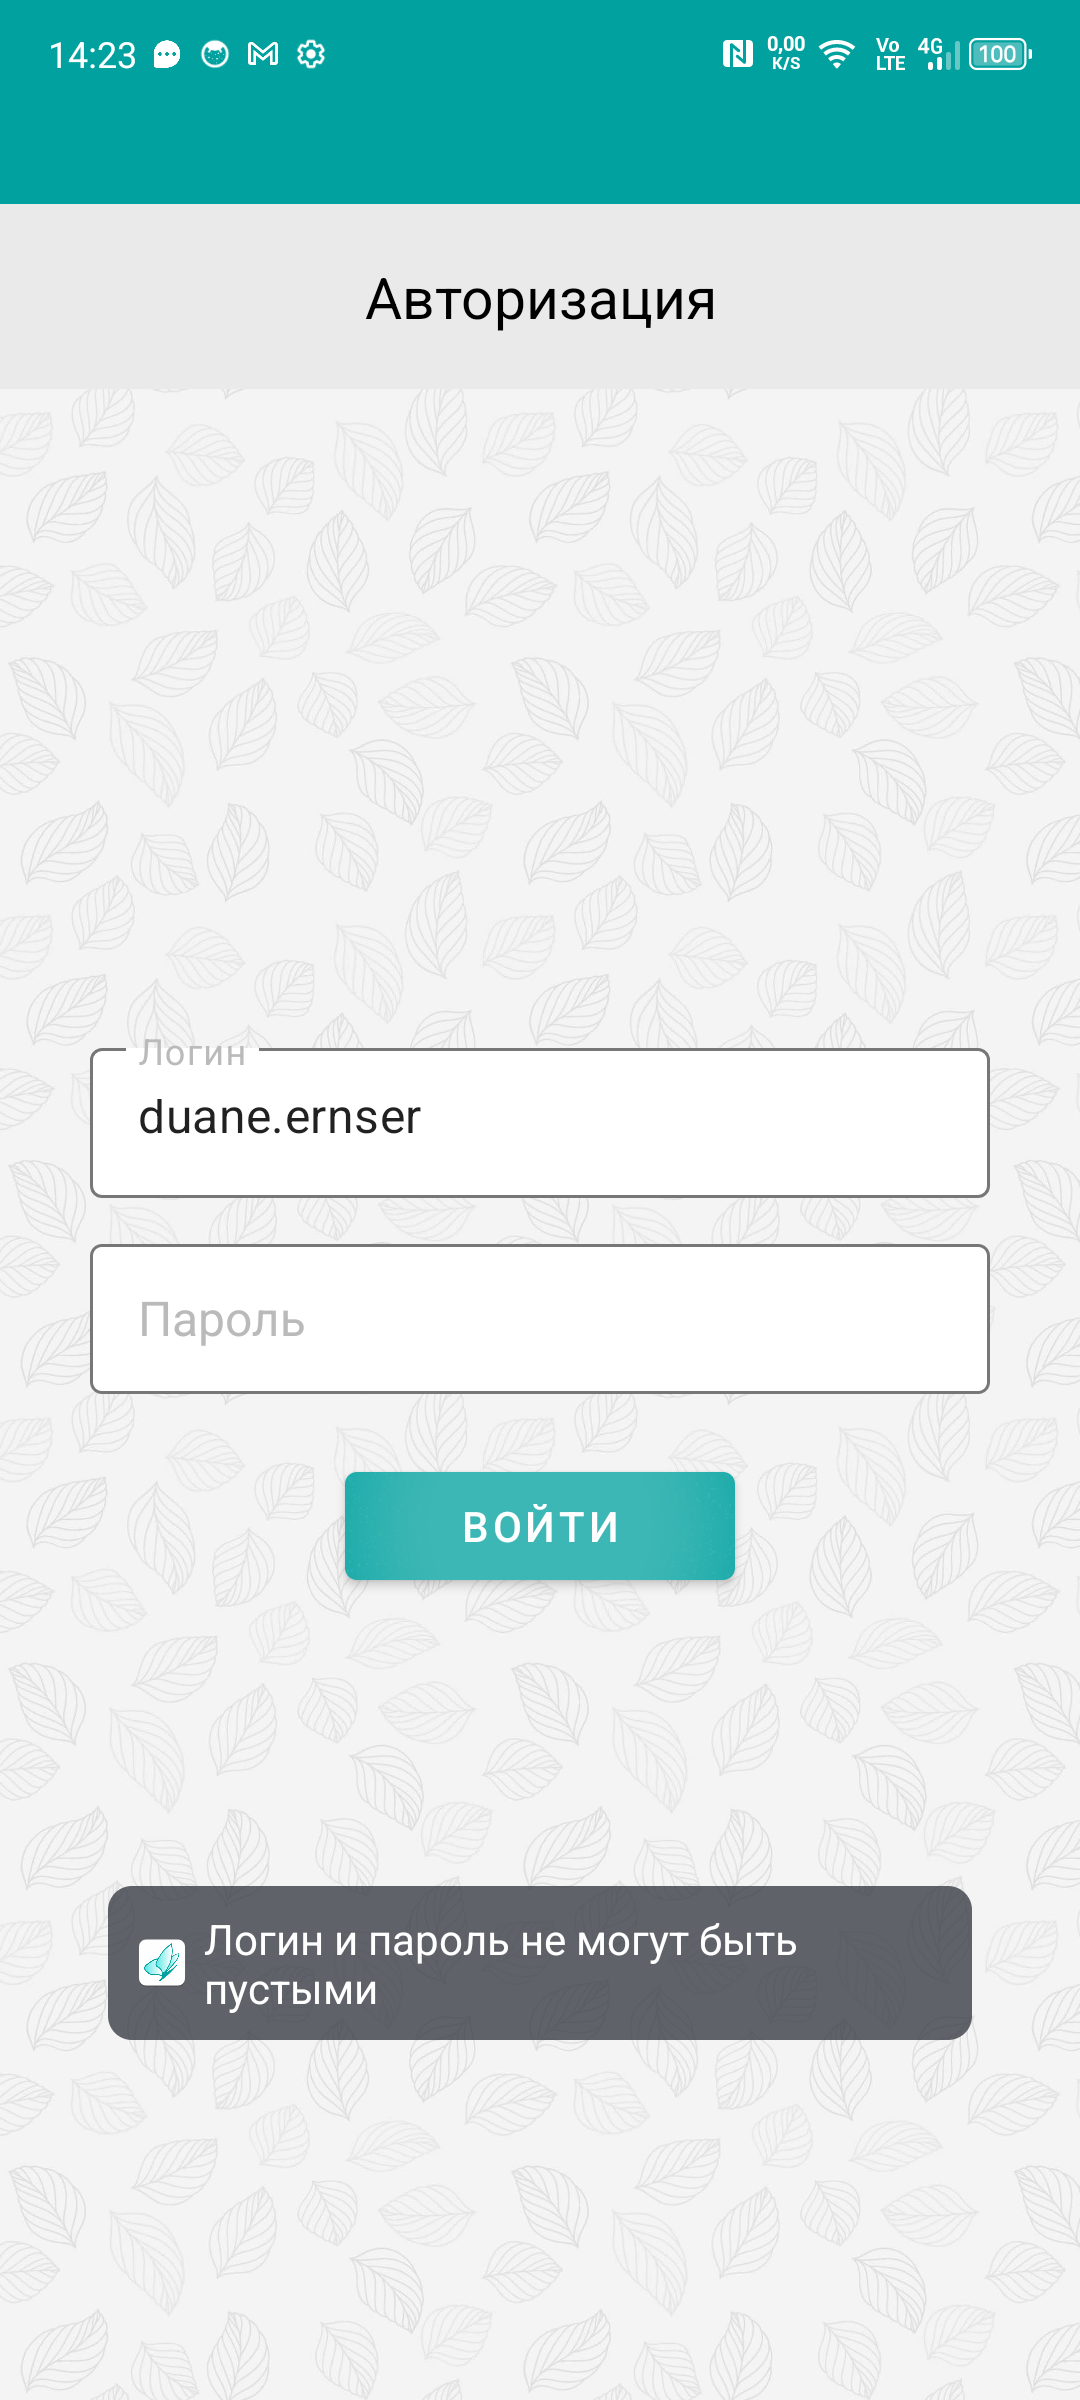 14:23
0,00
K/S
Vo
LTE
4G
100
Авторизация
Логин
duane.ernser
Пароль
ВОЙТИ
Логин и пароль не могут быть
пустыми